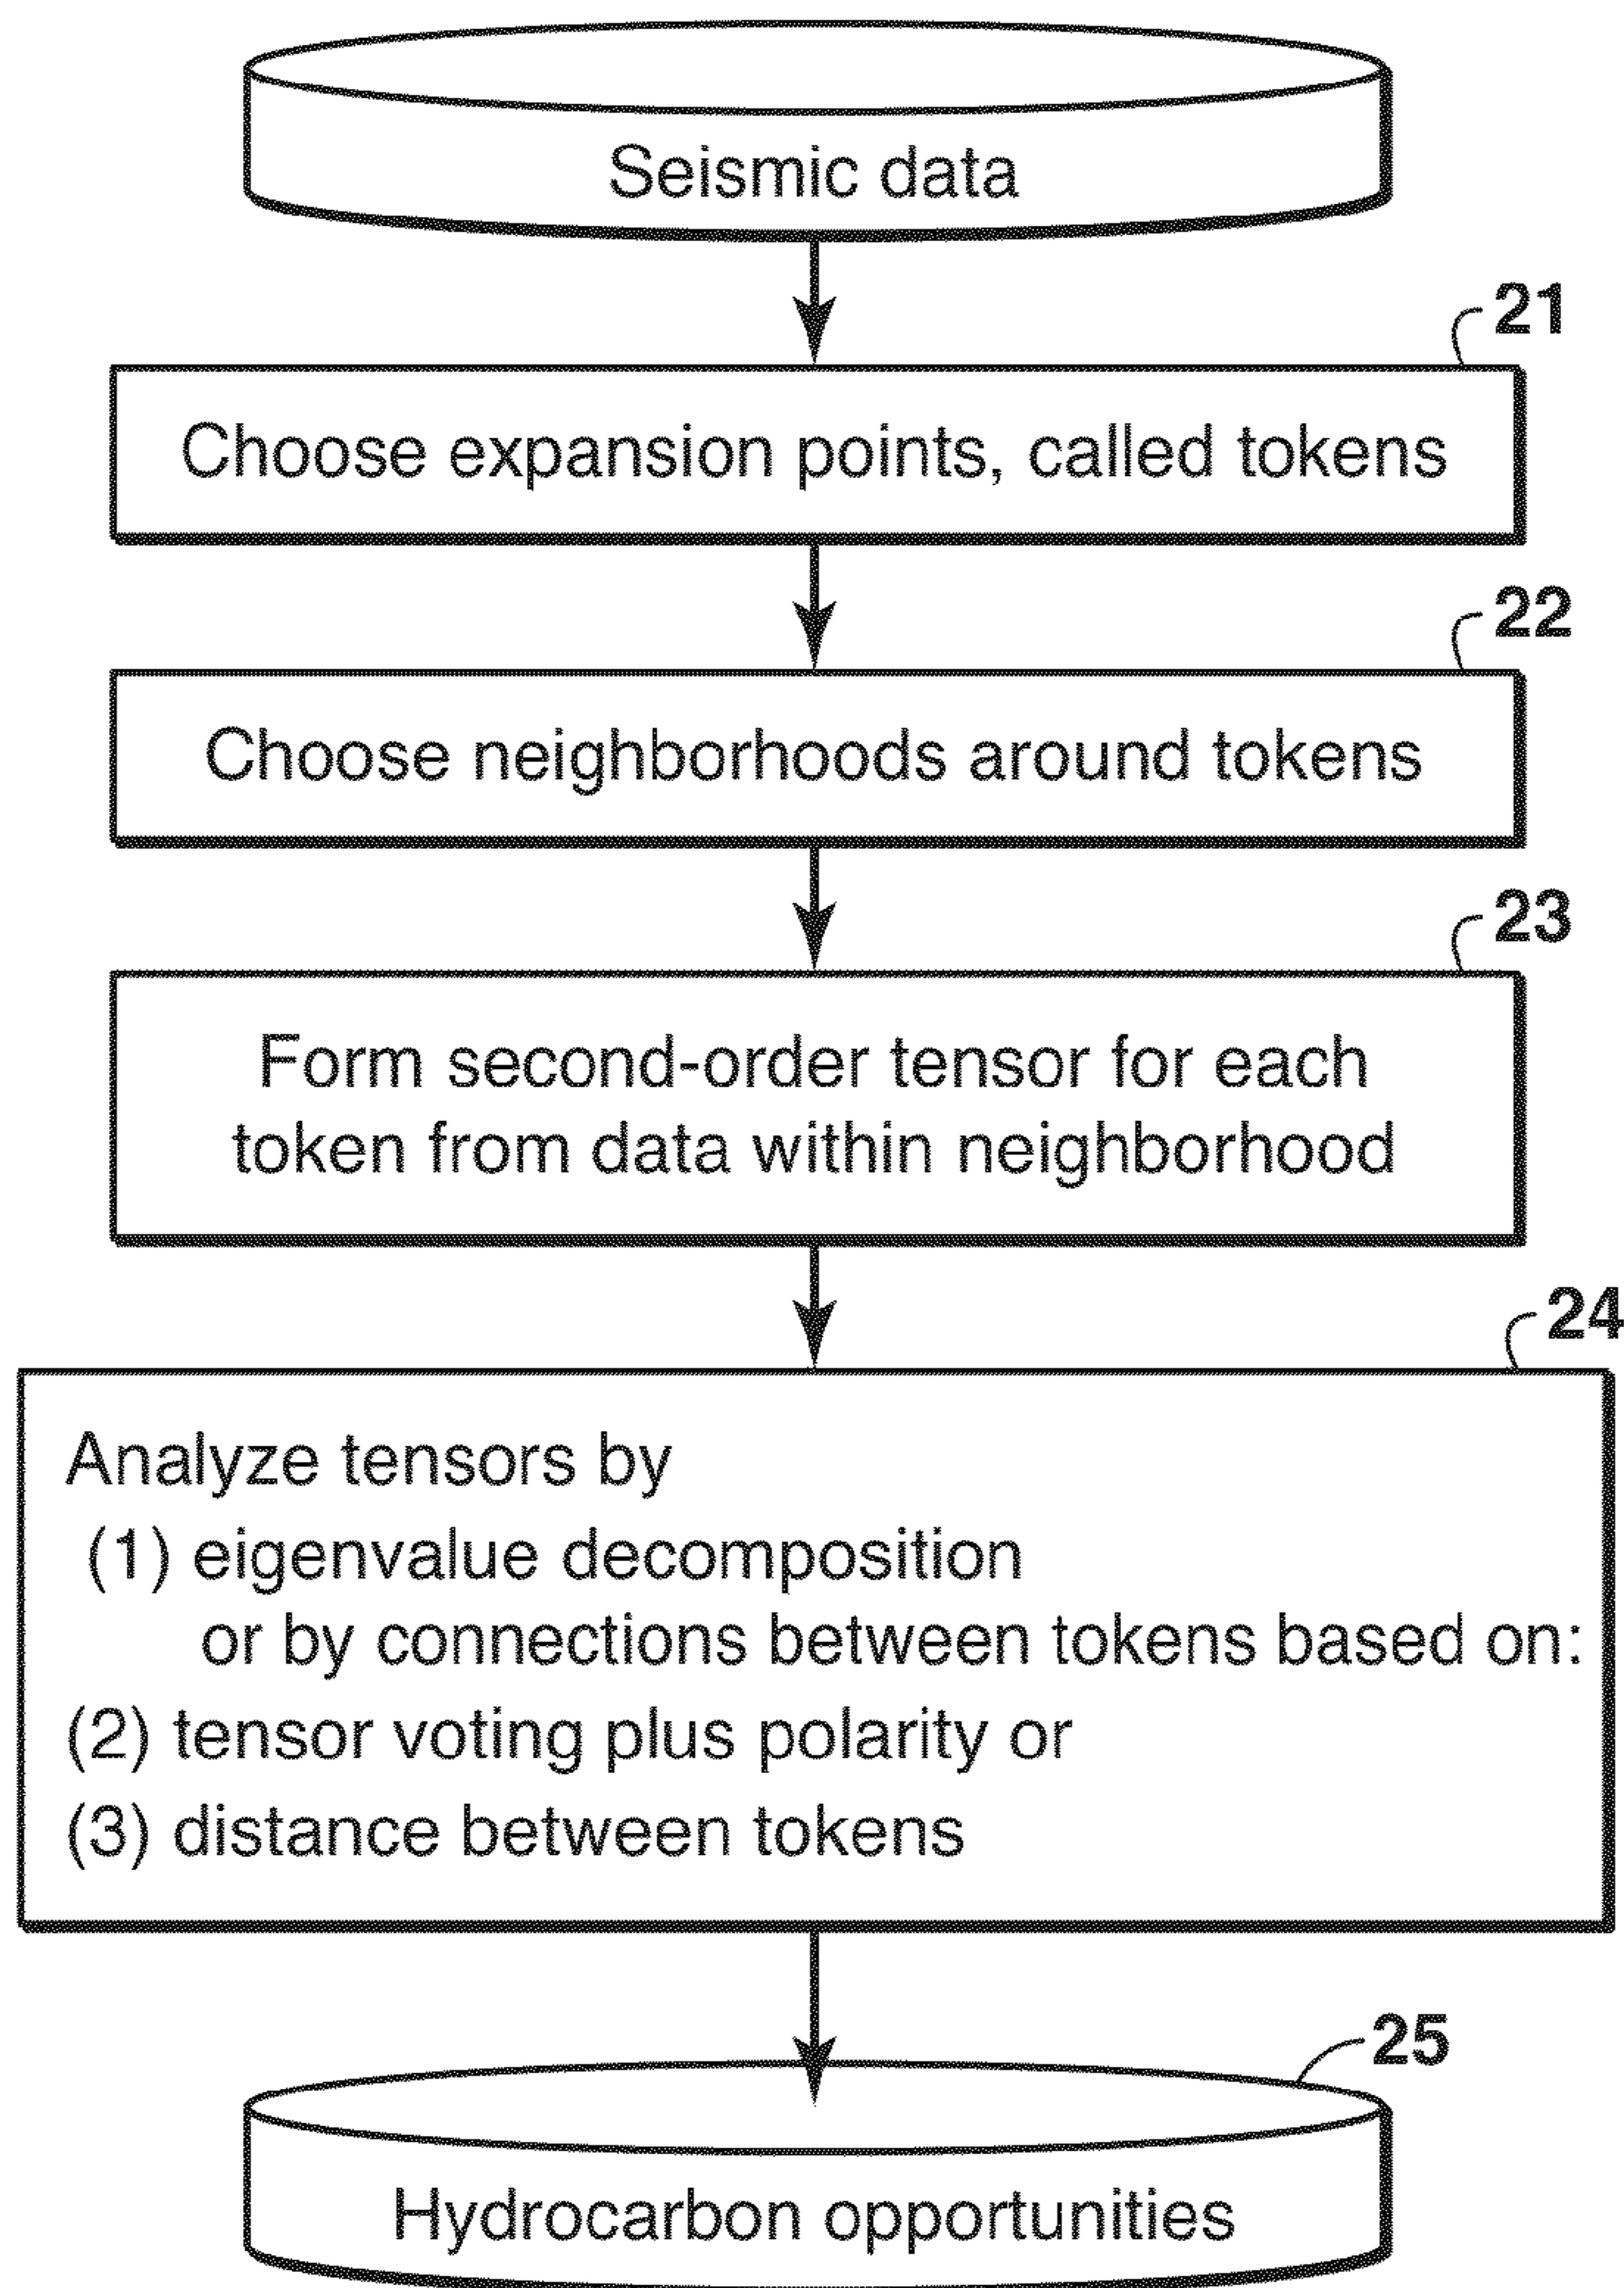 Seismic data
21
Choose expansion points, called tokens
22
Choose neighborhoods around tokens
23
Form second-order tensor for each
token from data within neighborhood
24
Analyze tensors by
(1) eigenvalue decomposition
or by connections between tokens based on:
(2) tensor voting plus polarity or
(3) distance between tokens
25
Hydrocarbon opportunities